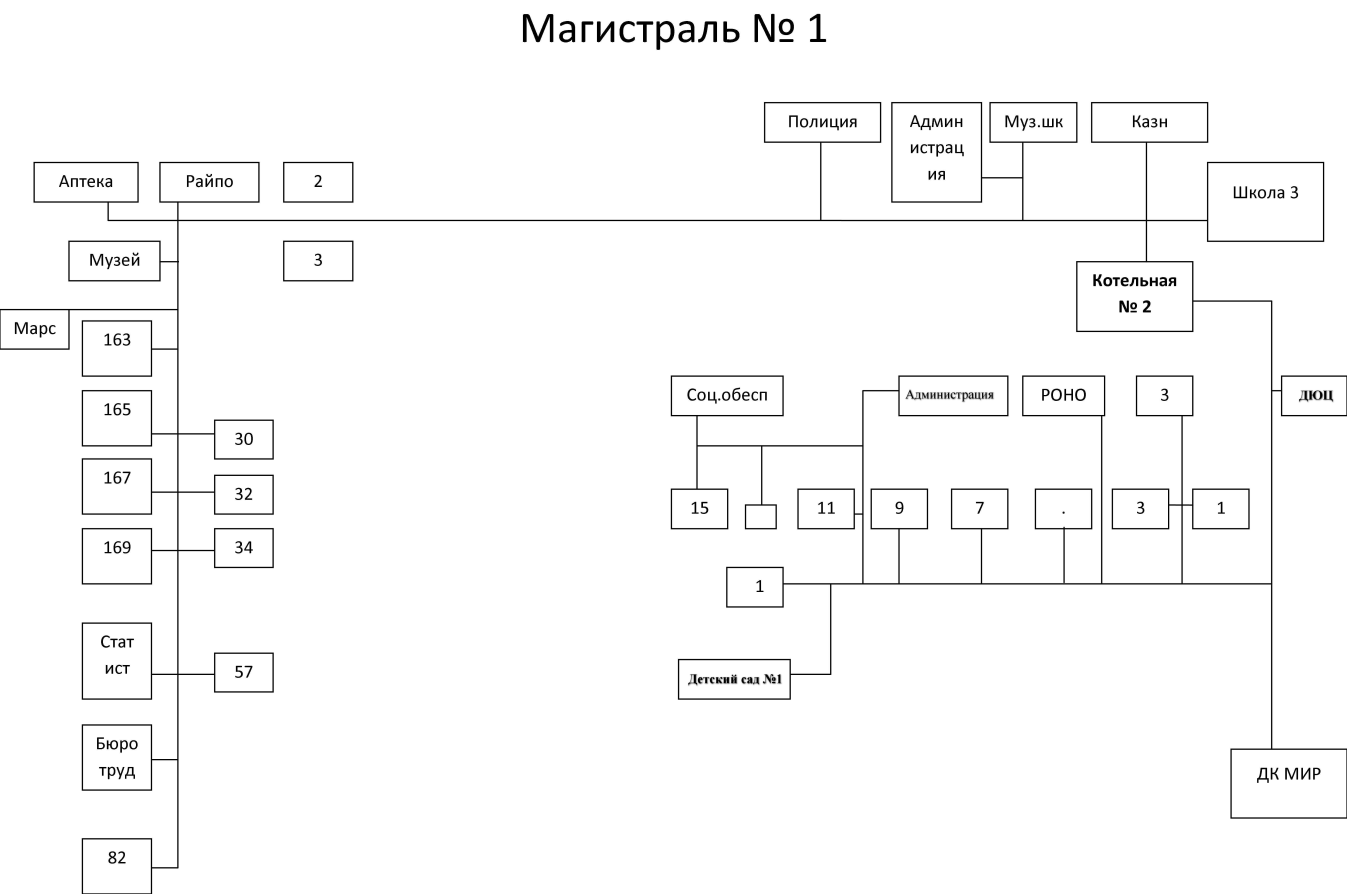 Магистраль № 1
Полиция
Админ
истрац
ия
Муз.шк
Казн
Аптека
Райпо
2
Школа 3
Музей
3
Котельная
№ 2
Марс
163
165
30
167
32
169
34
Стат
ист
57
Бюро
труд
82
Соц.обесп
Администрация
РОНО
3
ДЮЦ
15
11
9
7
.
3
1
1
Детский сад №1
ДК МИР